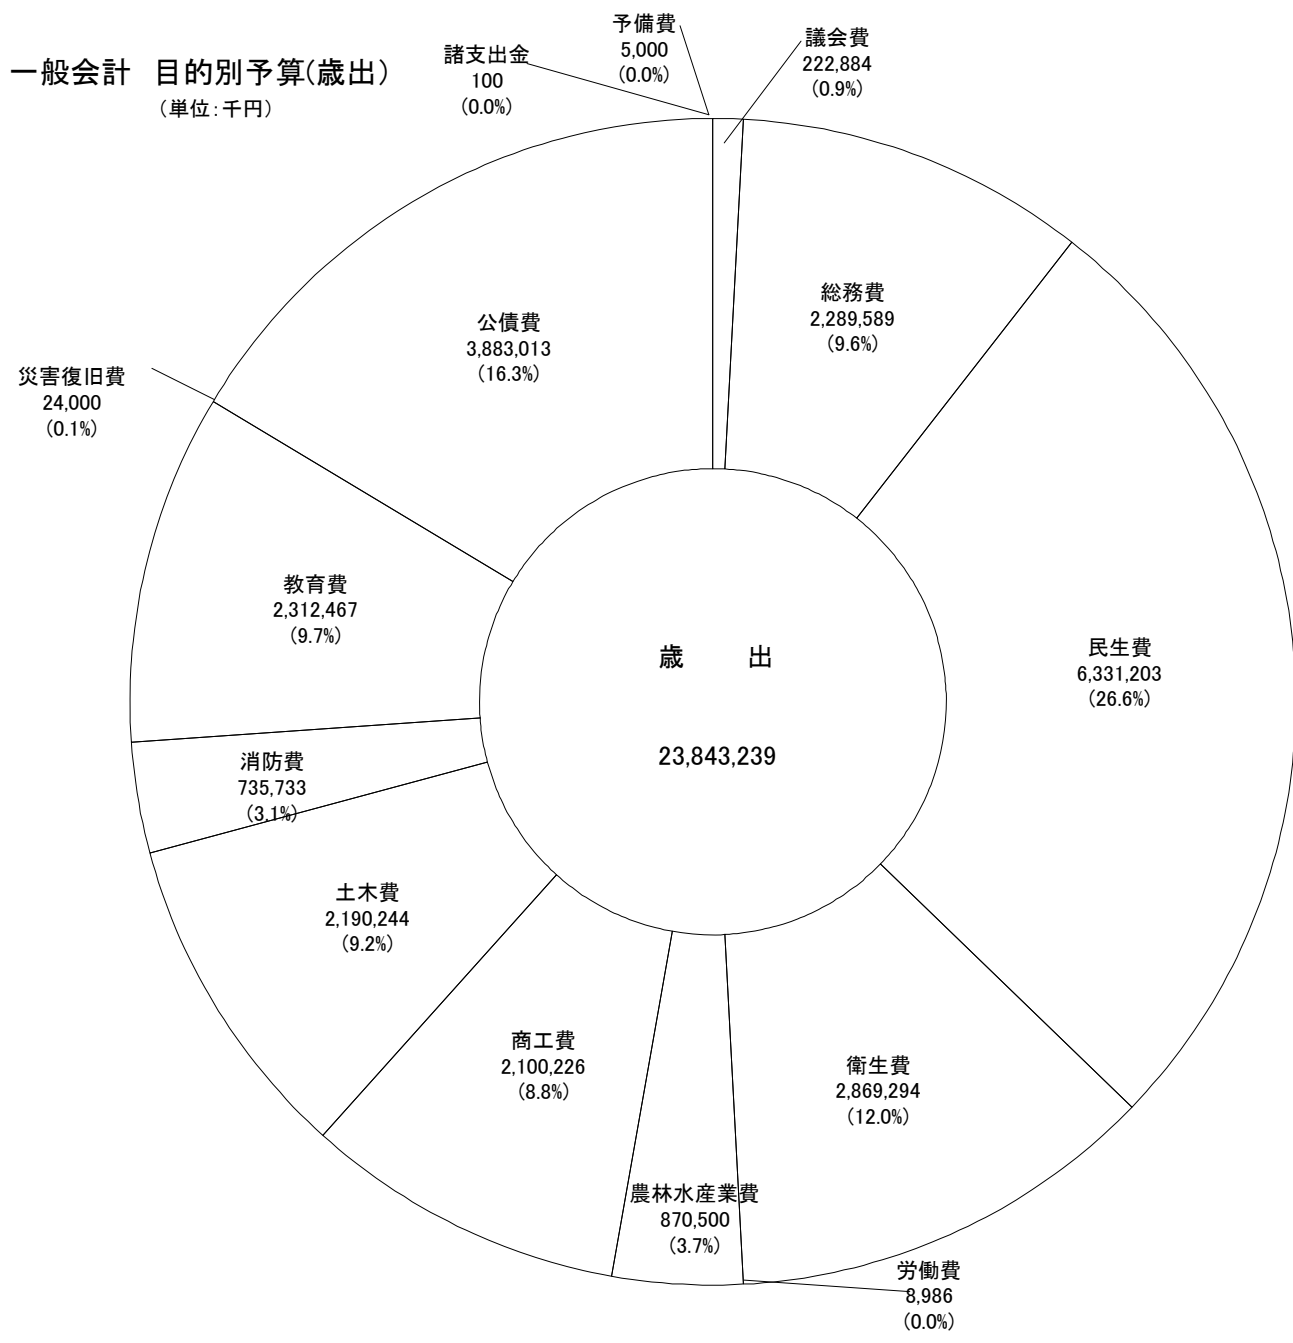 一般会計　目的別予算(歳出)
（単位：千円）
諸支出金
100
(0.0%)
予備費
5,000
(0.0%)
議会費
222,884
(0.9%)
総務費
2,289,589
(9.6%)
民生費
6,331,203
(26.6%)
衛生費
2,869,294
(12.0%)
労働費
8,986
(0.0%)
農林水産業費
870,500
(3.7%)
商工費
2,100,226
(8.8%)
土木費
2,190,244
(9.2%)
消防費
735,733
(3.1%)
教育費
2,312,467
(9.7%)
災害復旧費
24,000
(0.1%)
公債費
3,883,013
(16.3%)
歳　　出
23,843,239